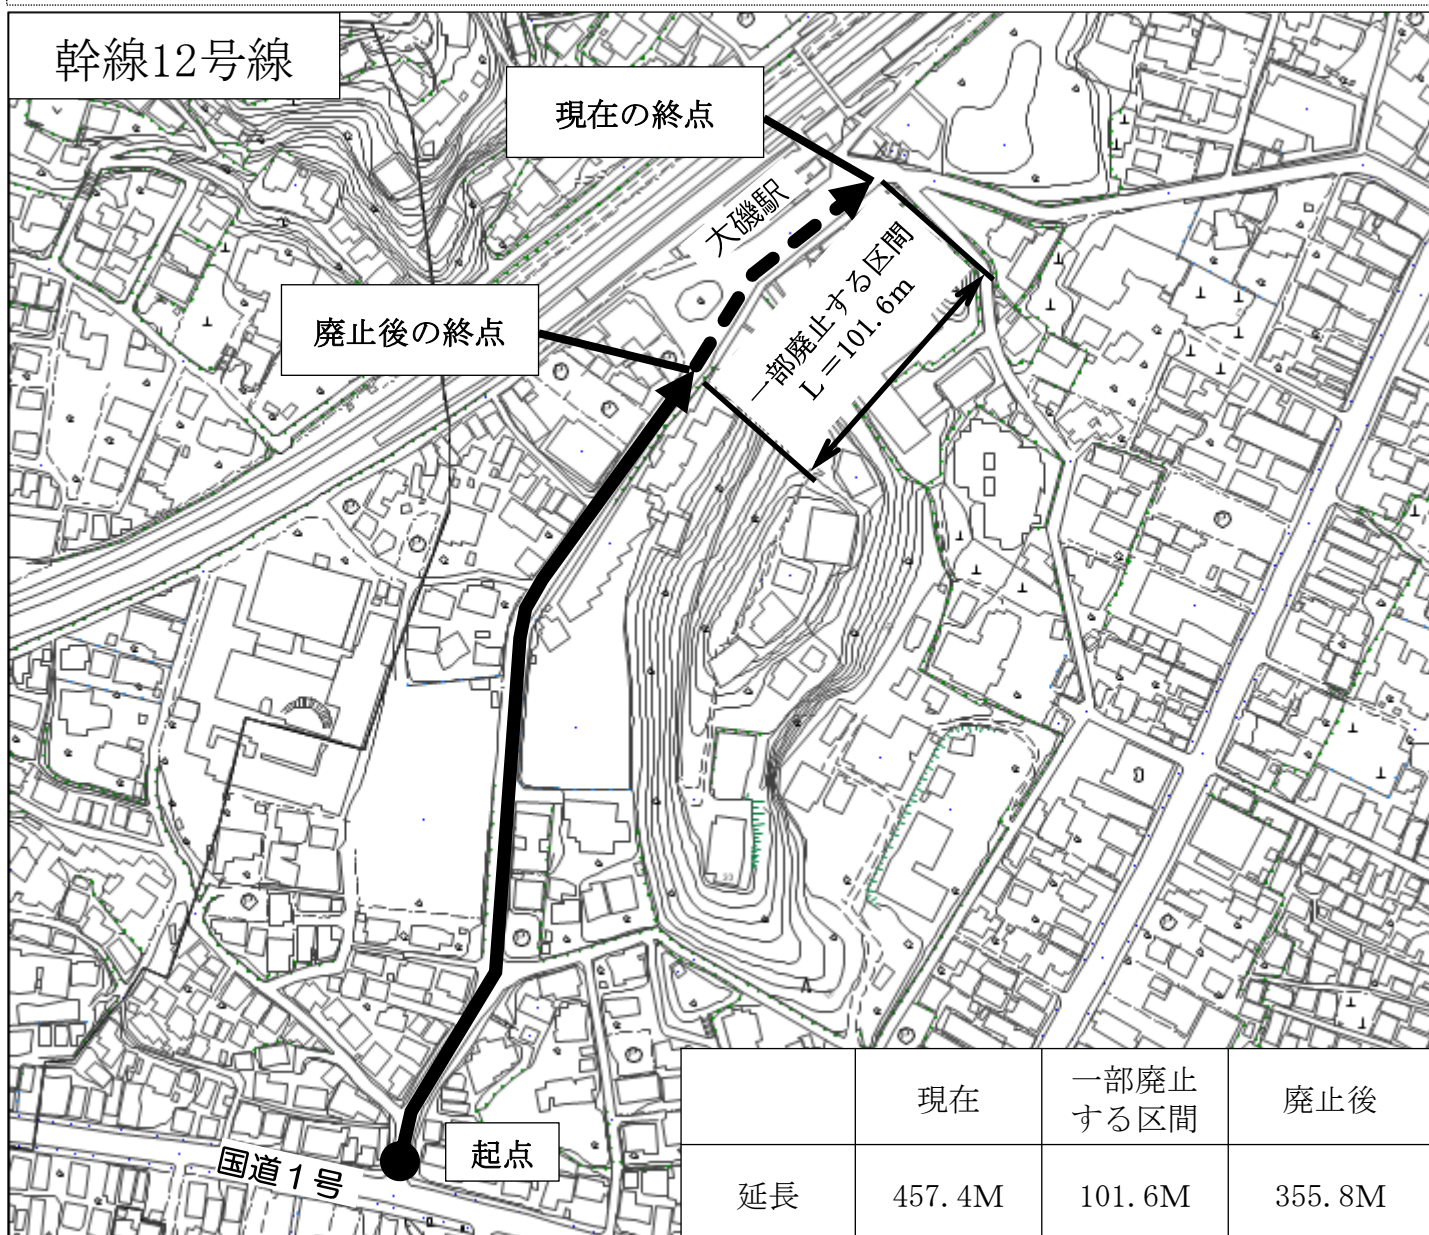 幹線12号線
現在の終点
大磯駅
廃止後の終点
一部廃止する区間
L=101.6m
起点
国道1号
現在
一部廃止
する区間
廃止後
延長
457.4M
101.6M
355.8M